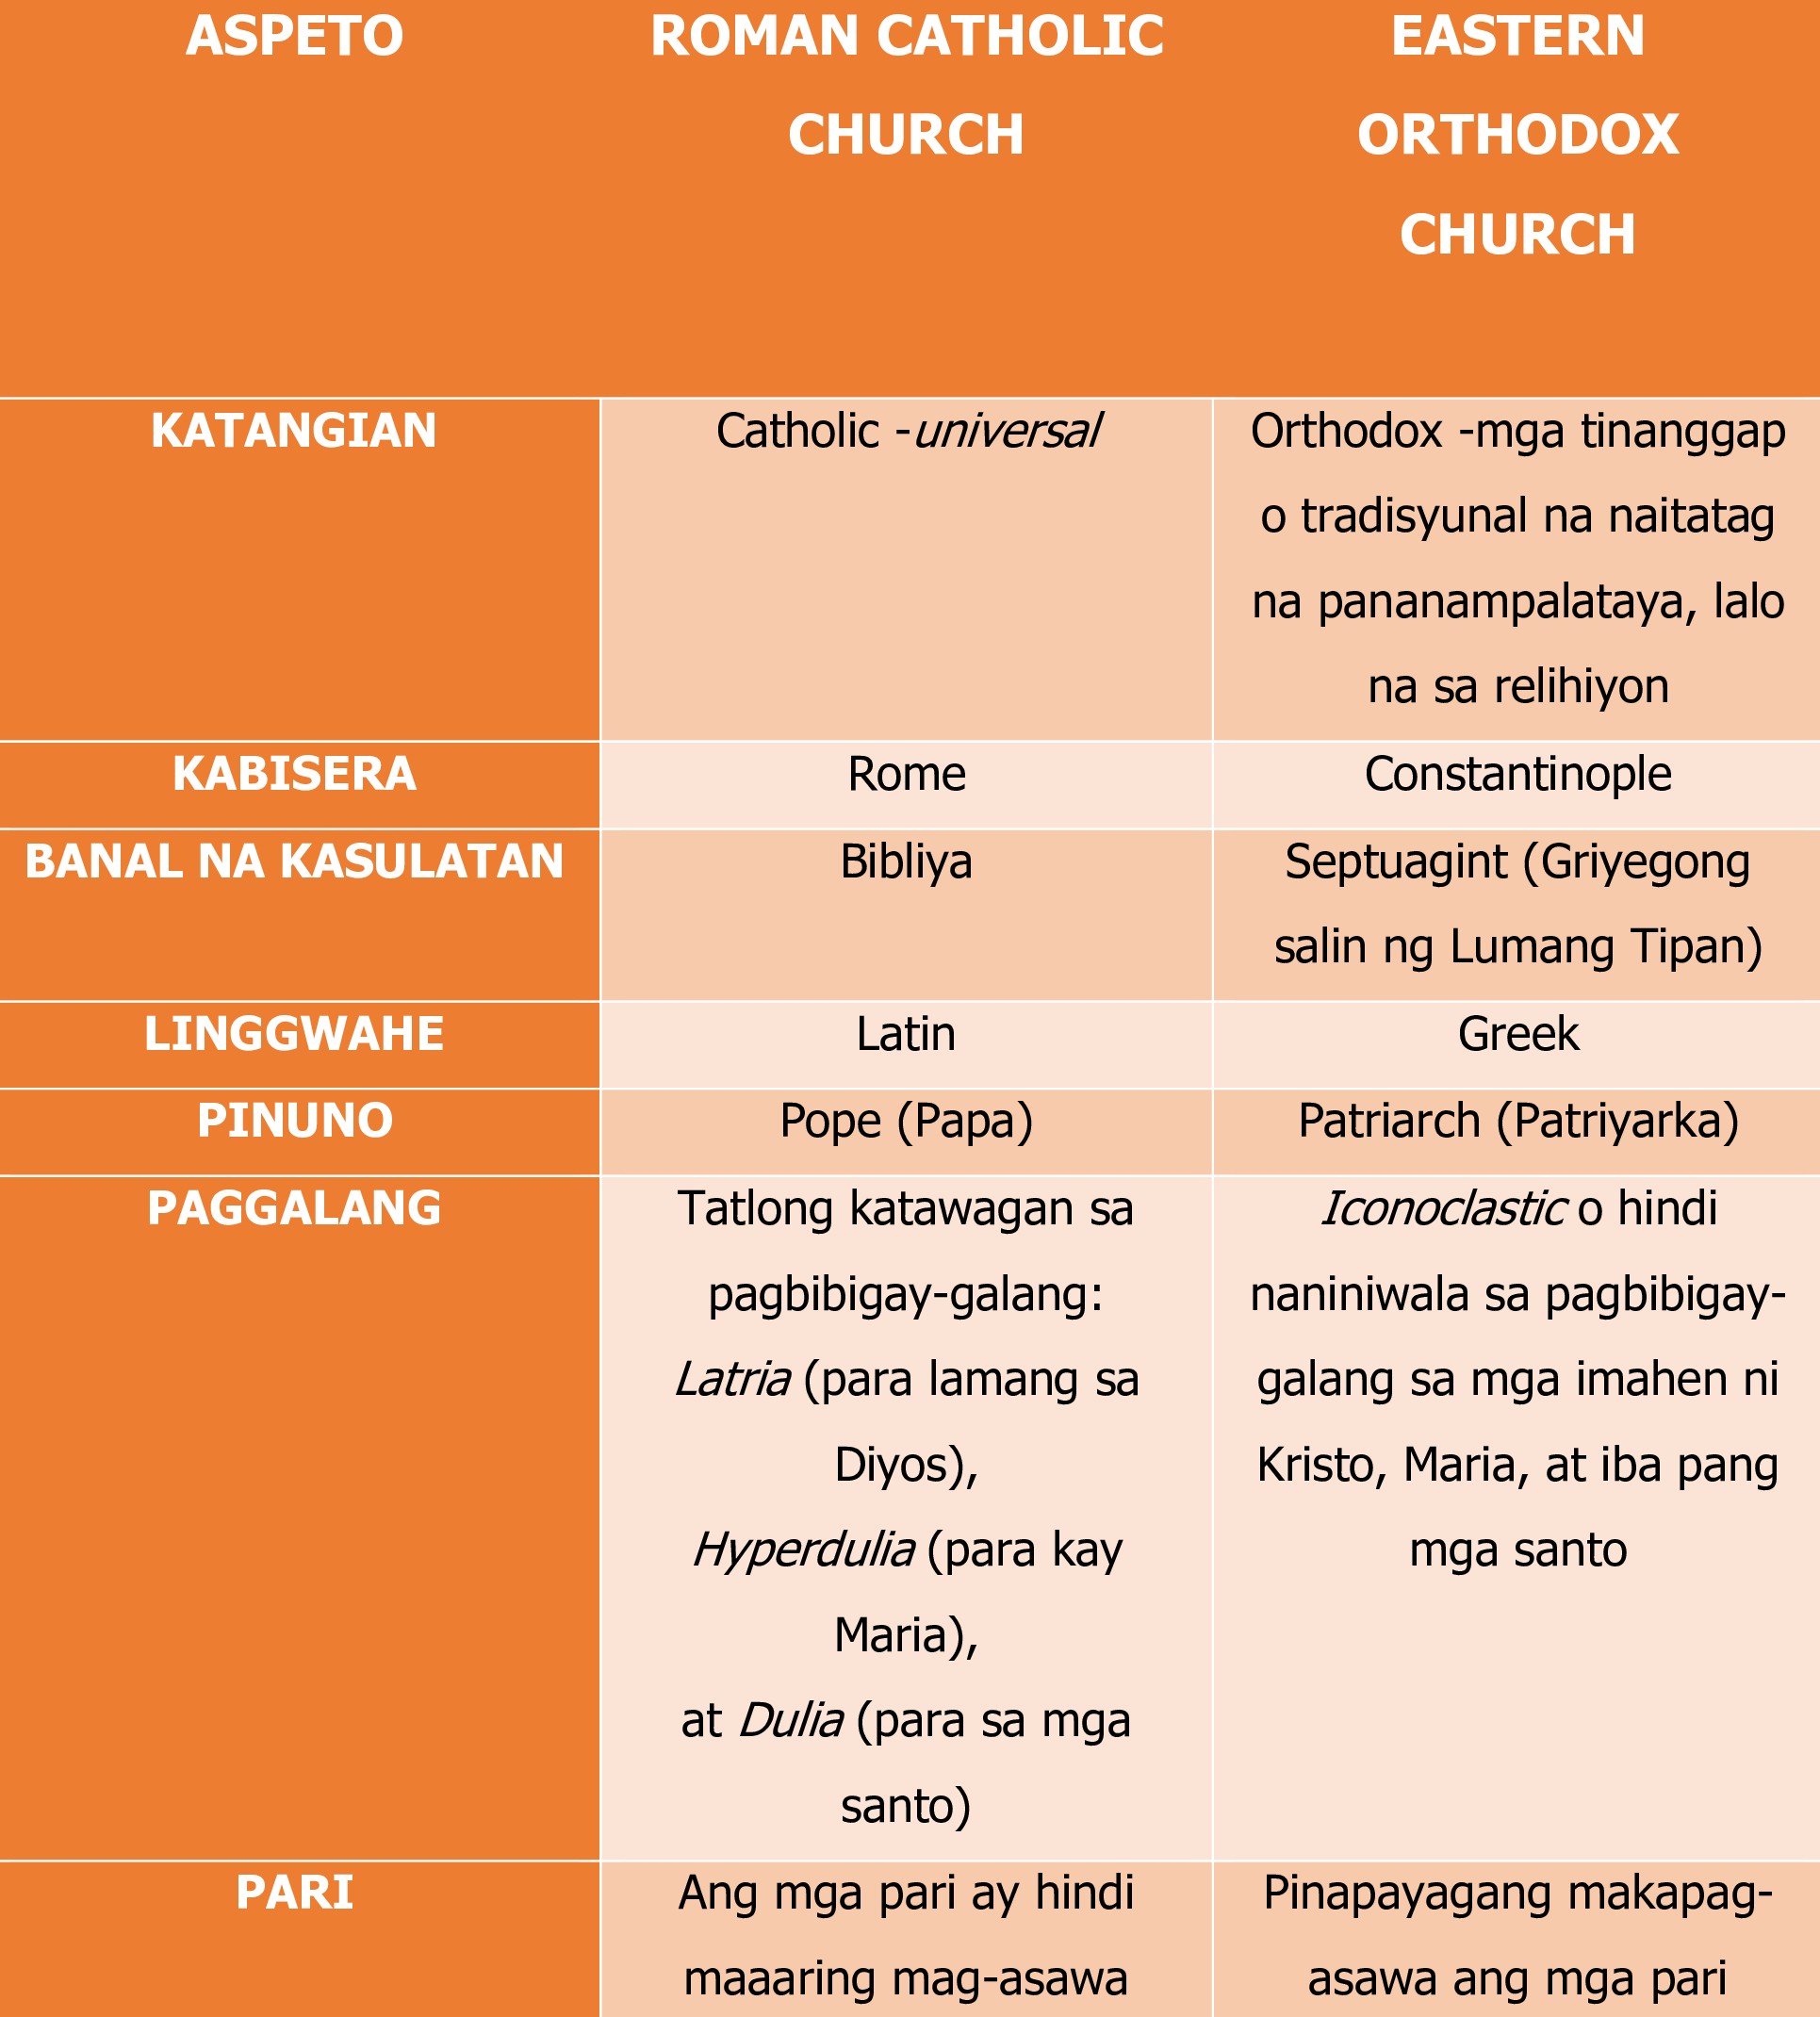 ASPETO
ROMAN CATHOLIC
CHURCH
EASTERN
ORTHODOX
CHURCH
KATANGIAN
Catholic -universal
Orthodox -mga tinanggap
o tradisyunal na naitatag
na pananampalataya, lalo
na sa relihiyon
KABISERA
Rome
Constantinople
BANAL NA KASULATAN
Bibliya
Septuagint (Griyegong
salin ng Lumang Tipan)
LINGGWAHE
Latin
Greek
PINUNO
Pope (Papa)
Patriarch (Patriyarka)
PAGGALANG
Tatlong katawagan sa
pagbibigay-galang:
Latria (para lamang sa
Diyos),
Hyperdulia (para kay
Maria),
at Dulia (para sa mga
santo)
Iconoclastic o hindi
naniniwala sa pagbibigay-
galang sa mga imahen ni
Kristo, Maria, at iba pang
mga santo
PARI
Ang mga pari ay hindi
maaaring mag-asawa
Pinapayagang makapag-
asawa ang mga pari